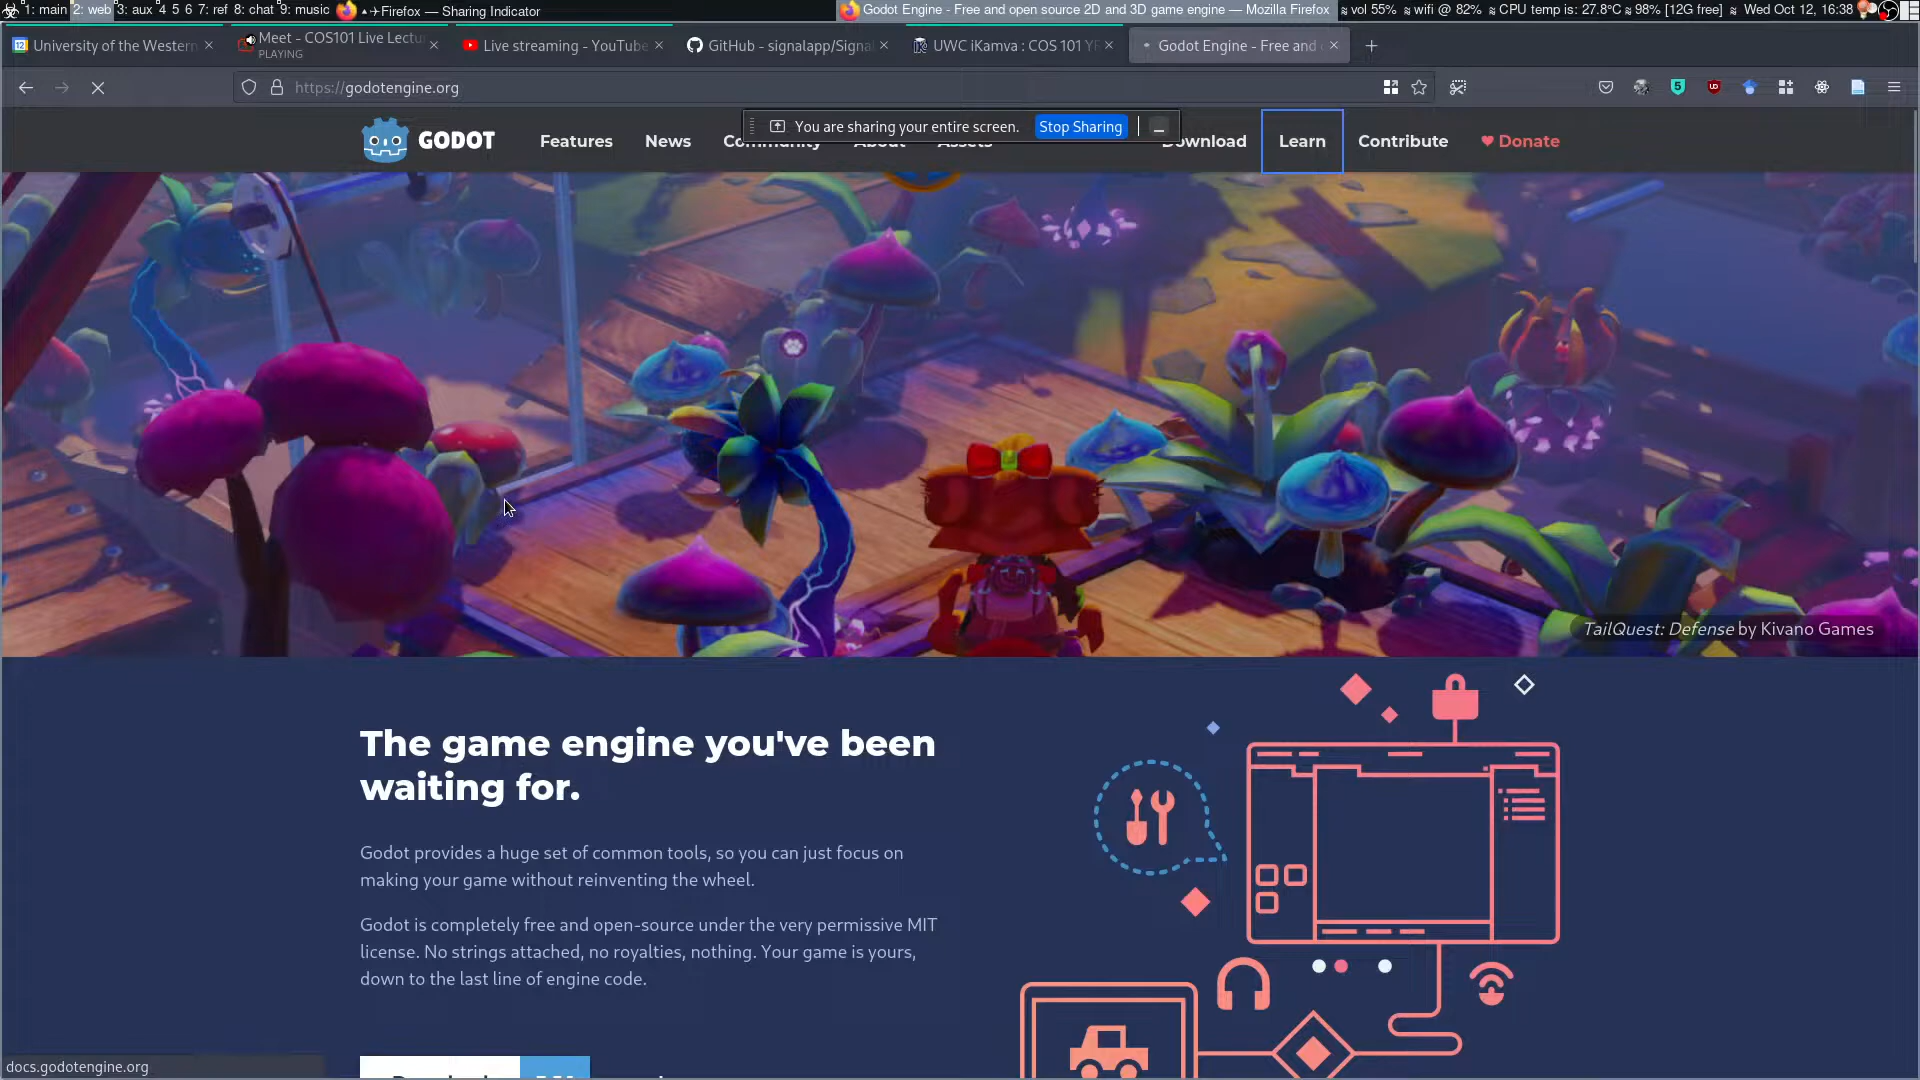 1: main 2: web 3: aux 4 5 6 7: ref 8: chat 9: music Firefox — Sharing Indicator Godot Engine - Free and open source 2D and 3D game engine — Mozilla Firefox vol 55% wifi @ 82% CPU temp is: 27.8°C 98% [12G free] Wed Oct 12, 16:38
University of the Western Meet - COS101 Live Lectu Live streaming - YouTube GitHub - signalapp/Signal UWC iKamva : COS 101 YR Godot Engine - Free and
PLAYING
https://godotengine.org
You are sharing your entire screen. Stop Sharing
GODOT Features News Community About Assets Download Learn Contribute Donate
TailQuest: Defense by Kivano Games
The game engine you've been
waiting for.
Godot provides a huge set of common tools, so you can just focus on
making your game without reinventing the wheel.
Godot is completely free and open-source under the very permissive MIT
license. No strings attached, no royalties, nothing. Your game is yours,
down to the last line of engine code.
docs.godotengine.org